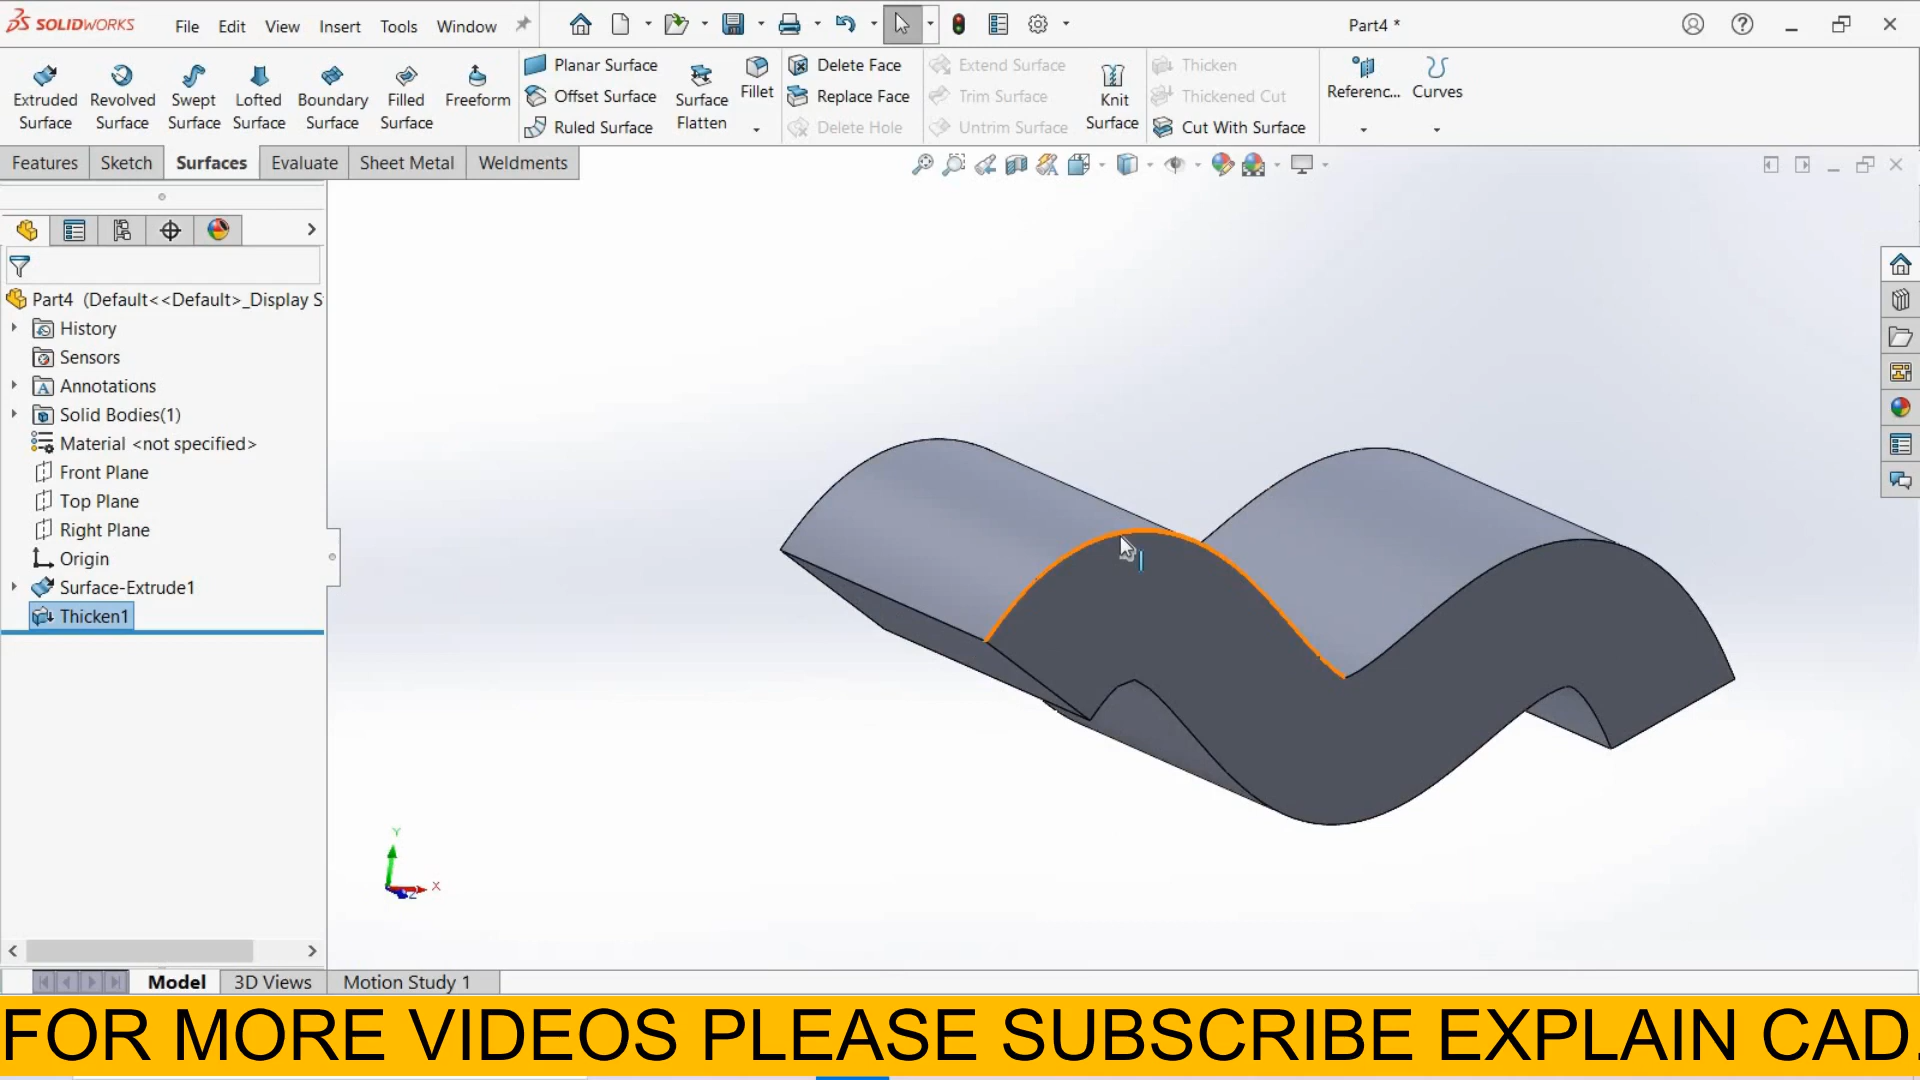 SOLIDWORKS File Edit View Insert Tools Window Part4 *
Extruded Surface
Revolved Surface
Swept Surface
Lofted Surface
Boundary Surface
Filled Surface
Freeform
Planar Surface
Offset Surface
Ruled Surface
Surface Flatten
Fillet
Delete Face
Replace Face
Delete Hole
Extend Surface
Trim Surface
Untrim Surface
Knit Surface
Thicken
Thickened Cut
Cut With Surface
Referenc...
Curves
Features Sketch Surfaces Evaluate Sheet Metal Weldments
Part4 (Default<<Default>_Display S
History
Sensors
Annotations
Solid Bodies(1)
Material <not specified>
Front Plane
Top Plane
Right Plane
Origin
Surface-Extrude1
Thicken1
Y
X
Z
Model 3D Views Motion Study 1
FOR MORE VIDEOS PLEASE SUBSCRIBE EXPLAIN CAD.